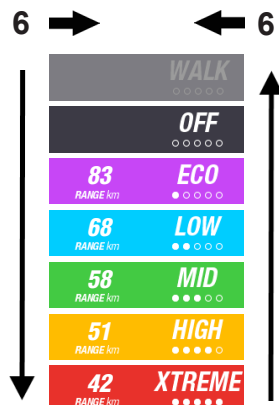 6 6
WALK
OFF
83 ECO
RANGE km
68 LOW
RANGE km
58 MID
RANGE km
51 HIGH
RANGE km
42 XTREME
RANGE km